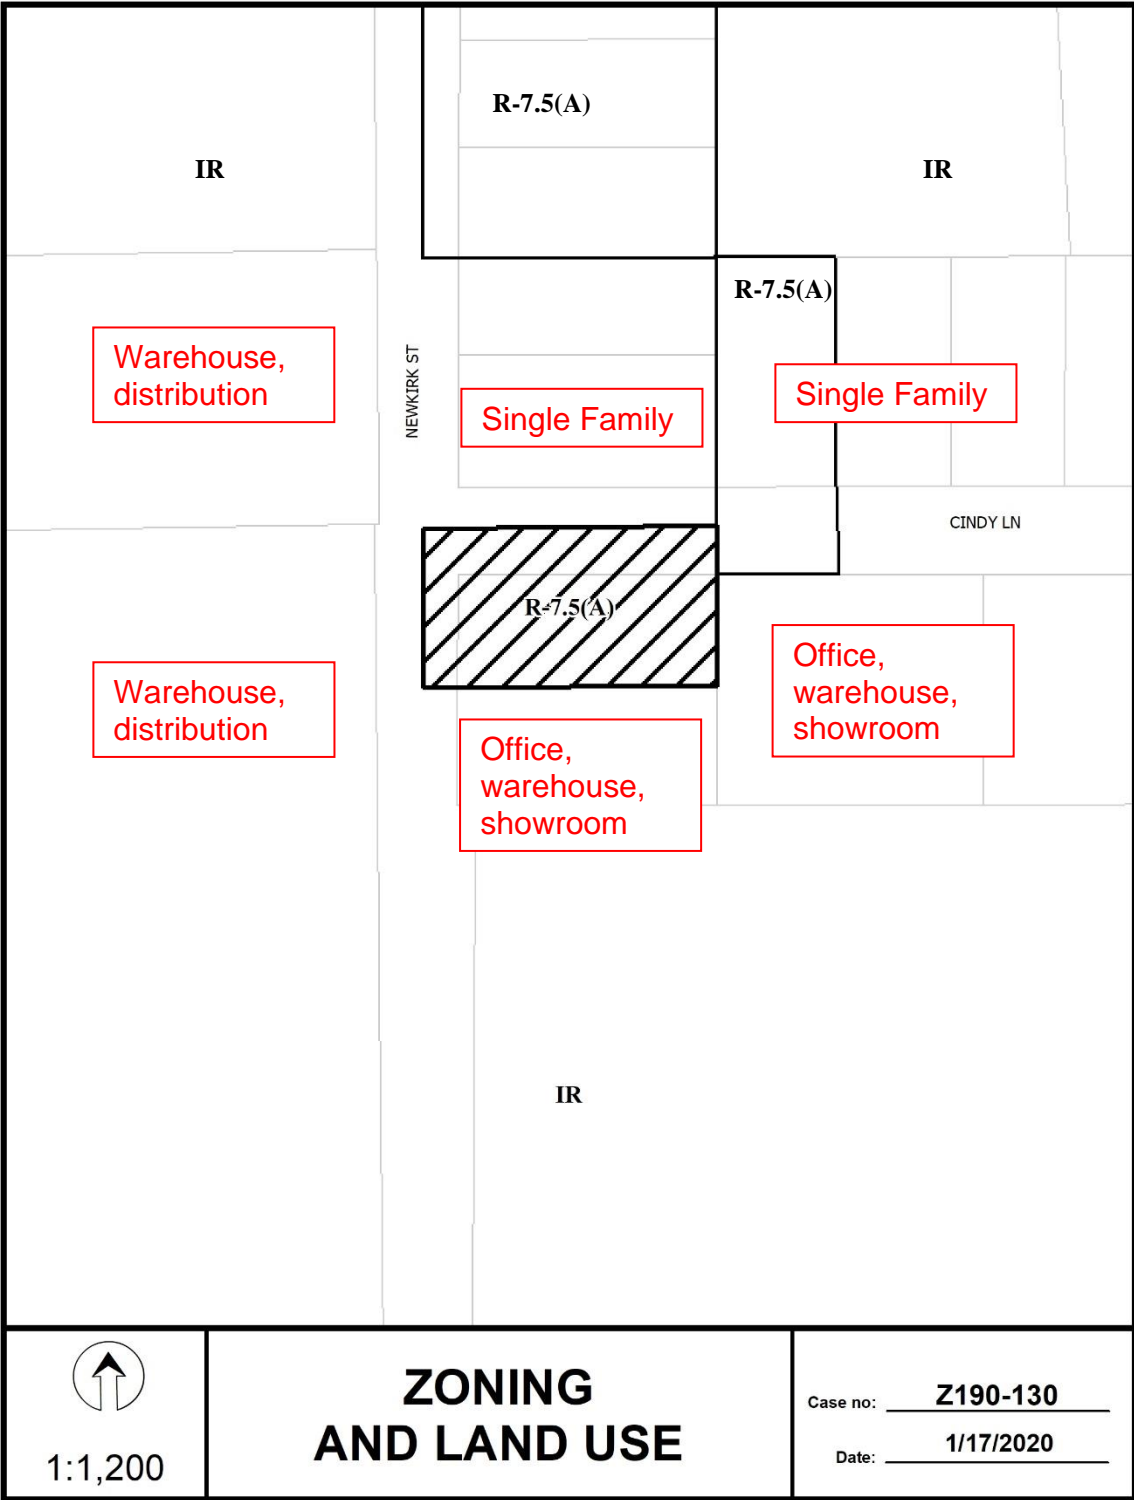 R-7.5(A)
IR
IR
R-7.5(A)
Warehouse,
distribution
NEWKIRK ST
Single Family
Single Family
CINDY LN
R-7.5(A)
Office,
warehouse,
showroom
Warehouse,
distribution
Office,
warehouse,
showroom
IR
1:1,200
ZONING
AND LAND USE
Case no: Z190-130
Date: 1/17/2020